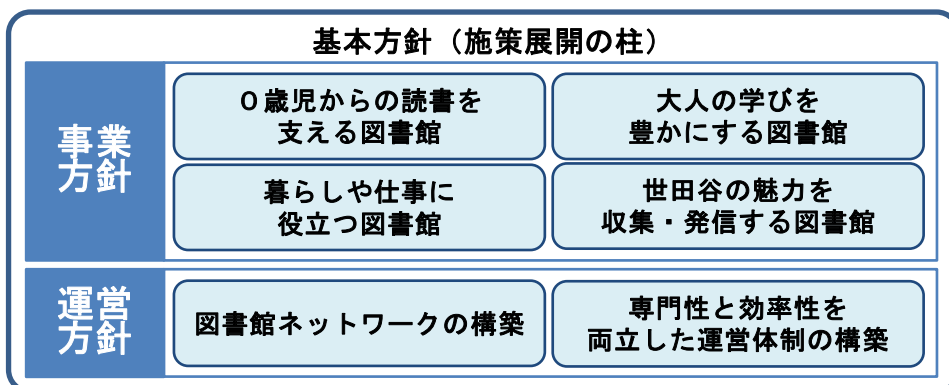 基本方針（施策展開の柱）
事業
方針
０歳児からの読書を
支える図書館
大人の学びを
豊かにする図書館
暮らしや仕事に
役立つ図書館
世田谷の魅力を
収集・発信する図書館
運営
方針
図書館ネットワークの構築
専門性と効率性を
両立した運営体制の構築